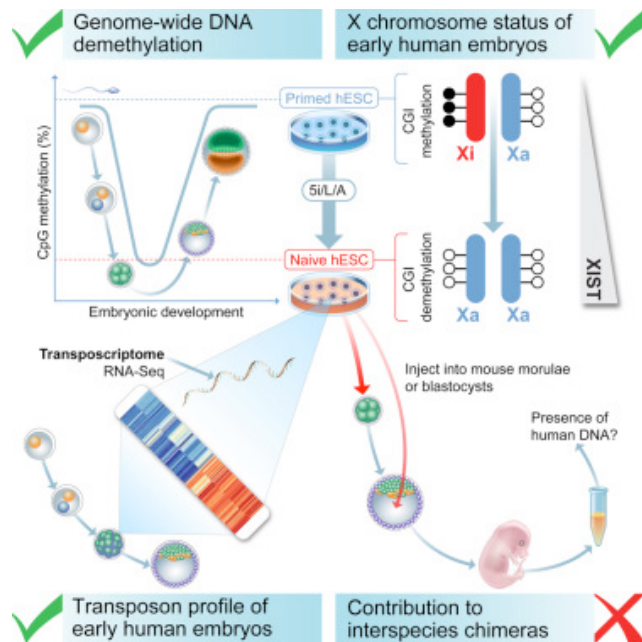 Genome-wide DNA
demethylation
X chromosome status of
early human embryos
CpG methylation (%)
Embryonic development
Primed hESC
5i/L/A
Naive hESC
CGI
methylation
Xi
Xa
CGI
demethylation
Xa
Xa
XIST
Transposcriptome
RNA-Seq
Inject into mouse morulae
or blastocysts
Presence of
human DNA?
Transposon profile of
early human embryos
Contribution to
interspecies chimeras